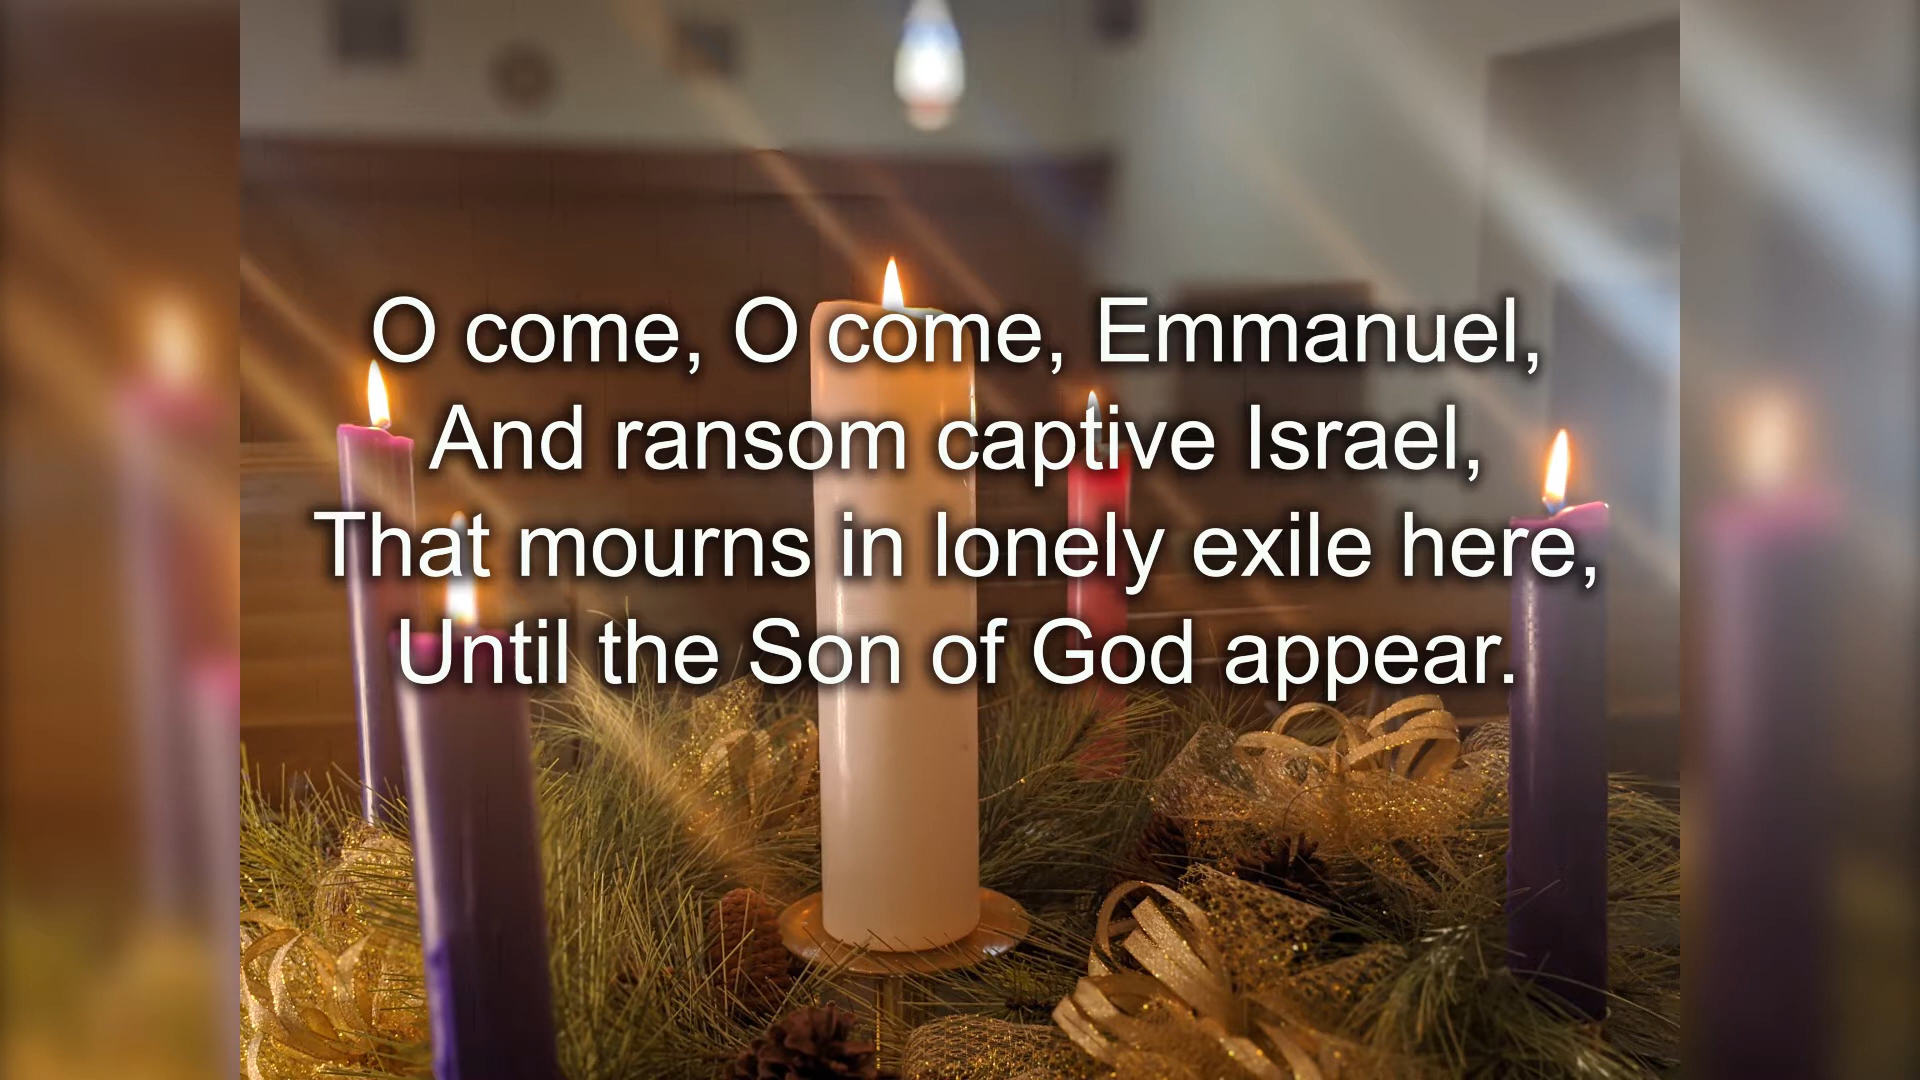 O come, O come, Emmanuel,
And ransom captive Israel,
That mourns in lonely exile here,
Until the Son of God appear.